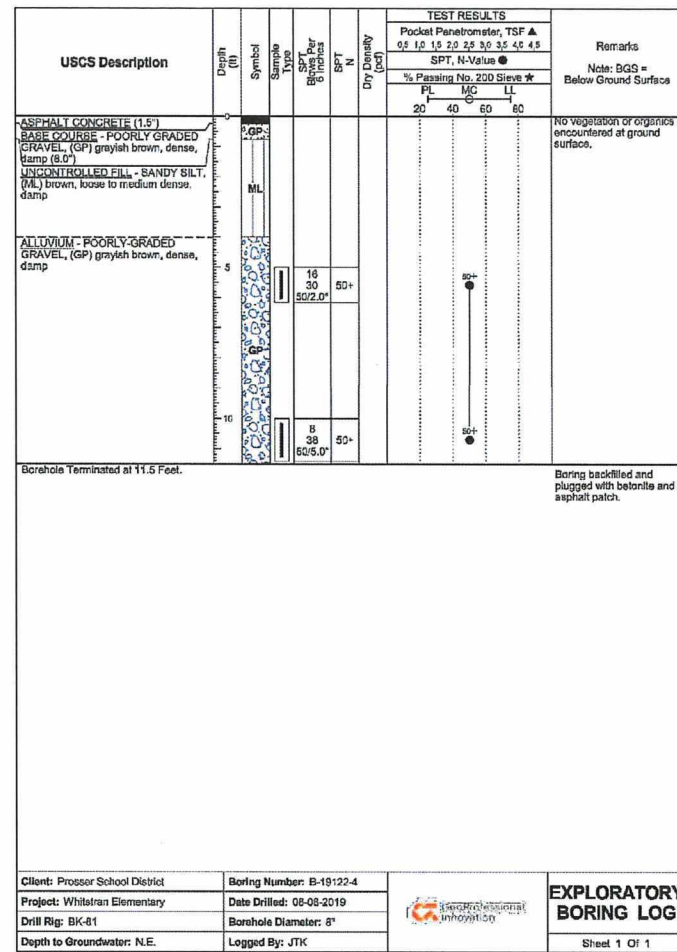 USCS Description
Depth (ft)
Symbol
Sample Type
SPT Blows Per 6 Inches
SPT N
Dry Density (pcf)
TEST RESULTS
Pocket Penetrometer, TSF ▲
0.5 1.0 1.5 2.0 2.5 3.0 3.5 4.0 4.5
SPT, N-Value ●
% Passing No. 200 Sieve ★
PL MC LL
20 40 60 80
Remarks
Note: BGS =
Below Ground Surface
0
ASPHALT CONCRETE (1.5")
BASE COURSE - POORLY GRADED
GRAVEL, (GP) grayish brown, dense,
damp (8.0")
UNCONTROLLED FILL - SANDY SILT,
(ML) brown, loose to medium dense,
damp
GP
ML
No vegetation or organics
encountered at ground
surface.
ALLUVIUM - POORLY-GRADED
GRAVEL, (GP) grayish brown, dense,
damp
5
16
30
50/2.0"
50+
50+
GP
10
8
38
50/5.0"
50+
50+
Borehole Terminated at 11.5 Feet.
Boring backfilled and
plugged with betonite and
asphalt patch.
Client: Prosser School District
Boring Number: B-19122-4
Project: Whitstran Elementary
Date Drilled: 08-08-2019
Drill Rig: BK-81
Borehole Diameter: 8"
Depth to Groundwater: N.E.
Logged By: JTK
GeoProfessional
Innovation
EXPLORATORY
BORING LOG
Sheet 1 Of 1